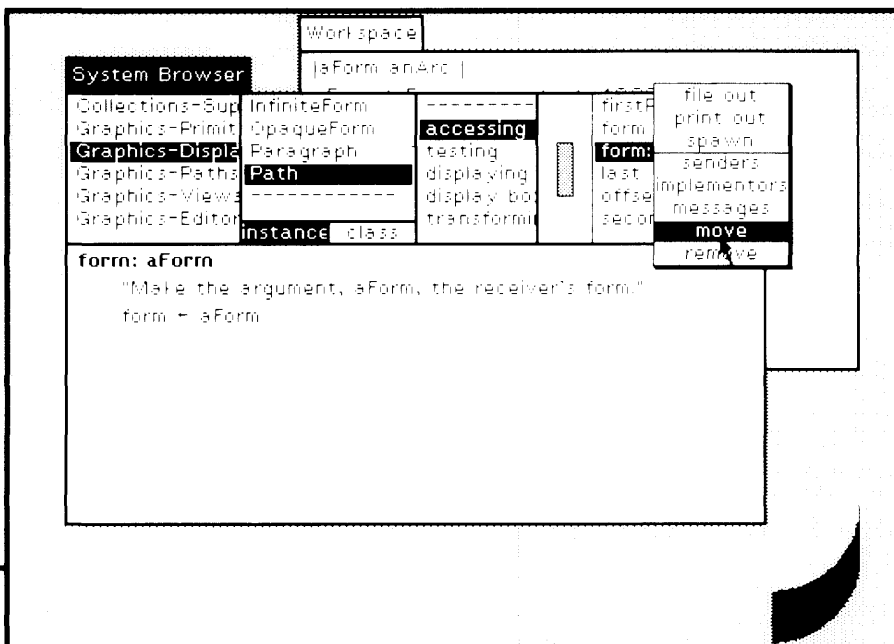 Workspace
|aForm anArc |
System Browser
Collections-Sup
Graphics-Primit
Graphics-Displa
Graphics-Paths
Graphics-Views
Graphics-Editor
InfiniteForm
OpaqueForm
Paragraph
Path
------------
instance class
---------
accessing
testing
displaying
display bo
transformi
firstP
form
form:
last
offse
secon
file out
print out
spawn
senders
implementors
messages
move
remove
form: aForm
"Make the argument, aForm, the receiver's form."
form ← aForm